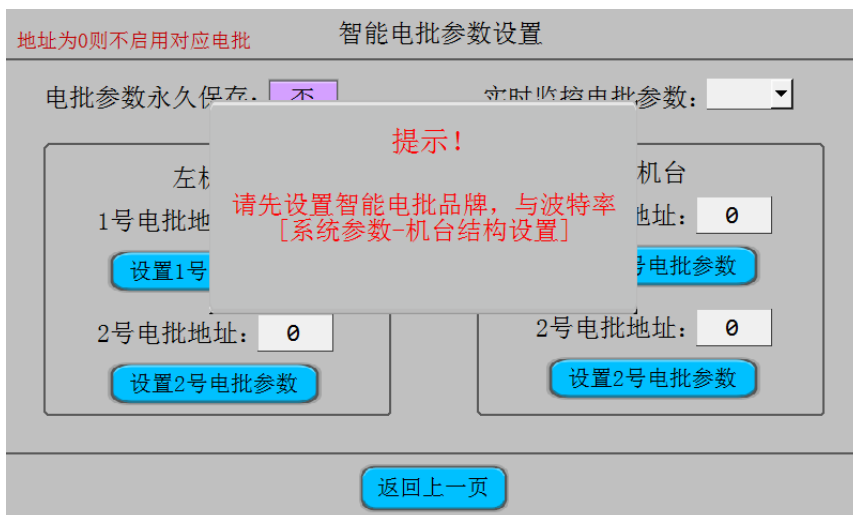 地址为0则不启用对应电批
智能电批参数设置
电批参数永久保存: 否
实时监控电批参数:
提示!
请先设置智能电批品牌, 与波特率
[系统参数-机台结构设置]
左机
1号电批地
设置1号
2号电批地址: 0
设置2号电批参数
机台
地址: 0
号电批参数
2号电批地址: 0
设置2号电批参数
返回上一页